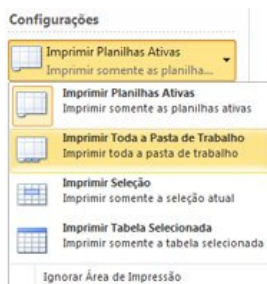 Configurações
Imprimir Planilhas Ativas
Imprimir somente as planilha...
Imprimir Planilhas Ativas
Imprimir somente as planilhas ativas
Imprimir Toda a Pasta de Trabalho
Imprimir toda a pasta de trabalho
Imprimir Seleção
Imprimir somente a seleção atual
Imprimir Tabela Selecionada
Imprimir somente a tabela selecionada
Ignorar Área de Impressão